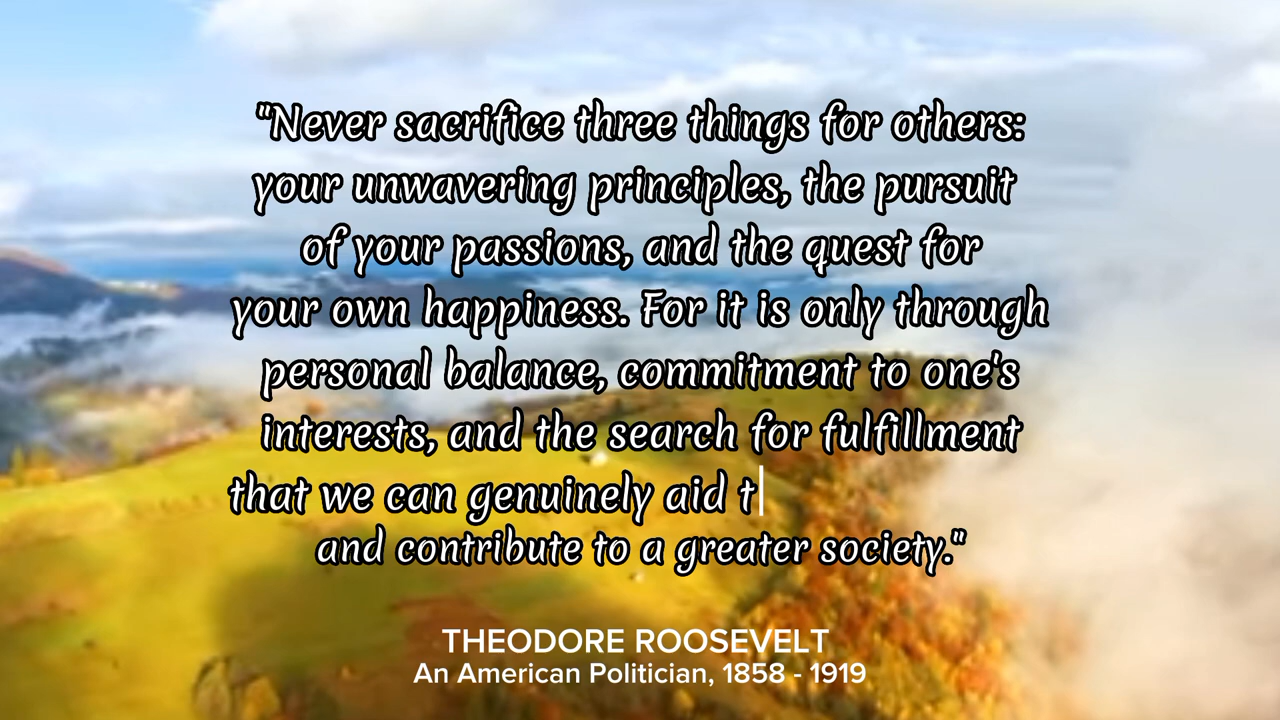 "Never sacrifice three things for others:
your unwavering principles, the pursuit
of your passions, and the quest for
your own happiness. For it is only through
personal balance, commitment to one's
interests, and the search for fulfillment
that we can genuinely aid t
and contribute to a greater society."
THEODORE ROOSEVELT
An American Politician, 1858 - 1919